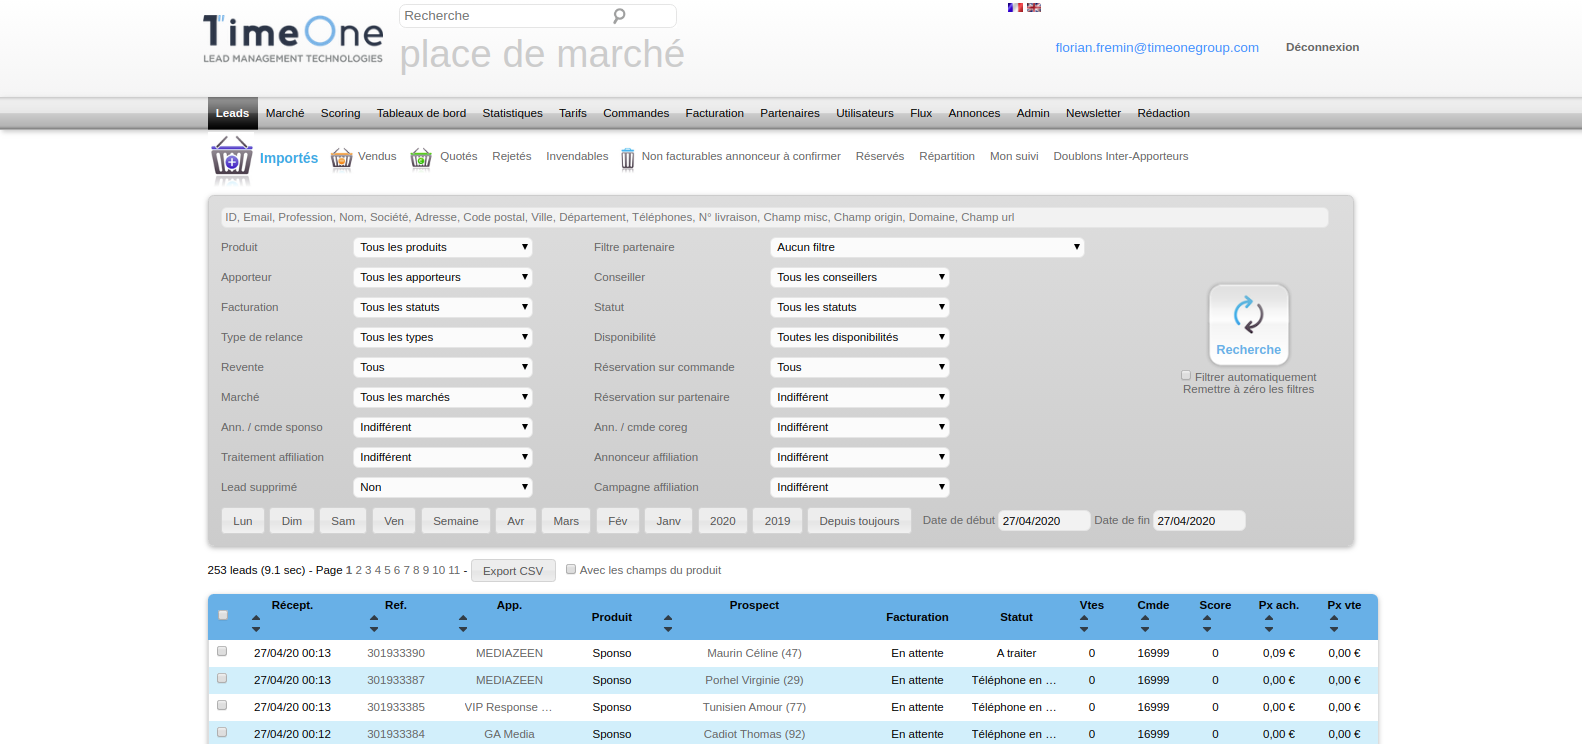 TimeOne
LEAD MANAGEMENT TECHNOLOGIES
Recherche
place de marché
florian.fremin@timeonegroup.com Déconnexion
Leads Marché Scoring Tableaux de bord Statistiques Tarifs Commandes Facturation Partenaires Utilisateurs Flux Annonces Admin Newsletter Rédaction
Importés Vendus Quotés Rejetés Invendables Non facturables annonceur à confirmer Réservés Répartition Mon suivi Doublons Inter-Apporteurs
ID, Email, Profession, Nom, Société, Adresse, Code postal, Ville, Département, Téléphones, N° livraison, Champ misc, Champ origin, Domaine, Champ url
Produit Tous les produits Filtre partenaire Aucun filtre
Apporteur Tous les apporteurs Conseiller Tous les conseillers
Facturation Tous les statuts Statut Tous les statuts
Type de relance Tous les types Disponibilité Toutes les disponibilités
Revente Tous Réservation sur commande Tous
Marché Tous les marchés Réservation sur partenaire Indifférent
Ann. / cmde sponso Indifférent Ann. / cmde coreg Indifférent
Traitement affiliation Indifférent Annonceur affiliation Indifférent
Lead supprimé Non Campagne affiliation Indifférent
Recherche
Filtrer automatiquement
Remettre à zéro les filtres
Lun Dim Sam Ven Semaine Avr Mars Fév Janv 2020 2019 Depuis toujours Date de début 27/04/2020 Date de fin 27/04/2020
253 leads (9.1 sec) - Page 1 2 3 4 5 6 7 8 9 10 11 - Export CSV Avec les champs du produit
Récept. Ref. App. Produit Prospect Facturation Statut Vtes Cmde Score Px ach. Px vte
27/04/20 00:13 301933390 MEDIAZEEN Sponso Maurin Céline (47) En attente A traiter 0 16999 0 0,09 € 0,00 €
27/04/20 00:13 301933387 MEDIAZEEN Sponso Porhel Virginie (29) En attente Téléphone en … 0 16999 0 0,00 € 0,00 €
27/04/20 00:13 301933385 VIP Response … Sponso Tunisien Amour (77) En attente Téléphone en … 0 16999 0 0,00 € 0,00 €
27/04/20 00:12 301933384 GA Media Sponso Cadiot Thomas (92) En attente Téléphone en … 0 16999 0 0,00 € 0,00 €